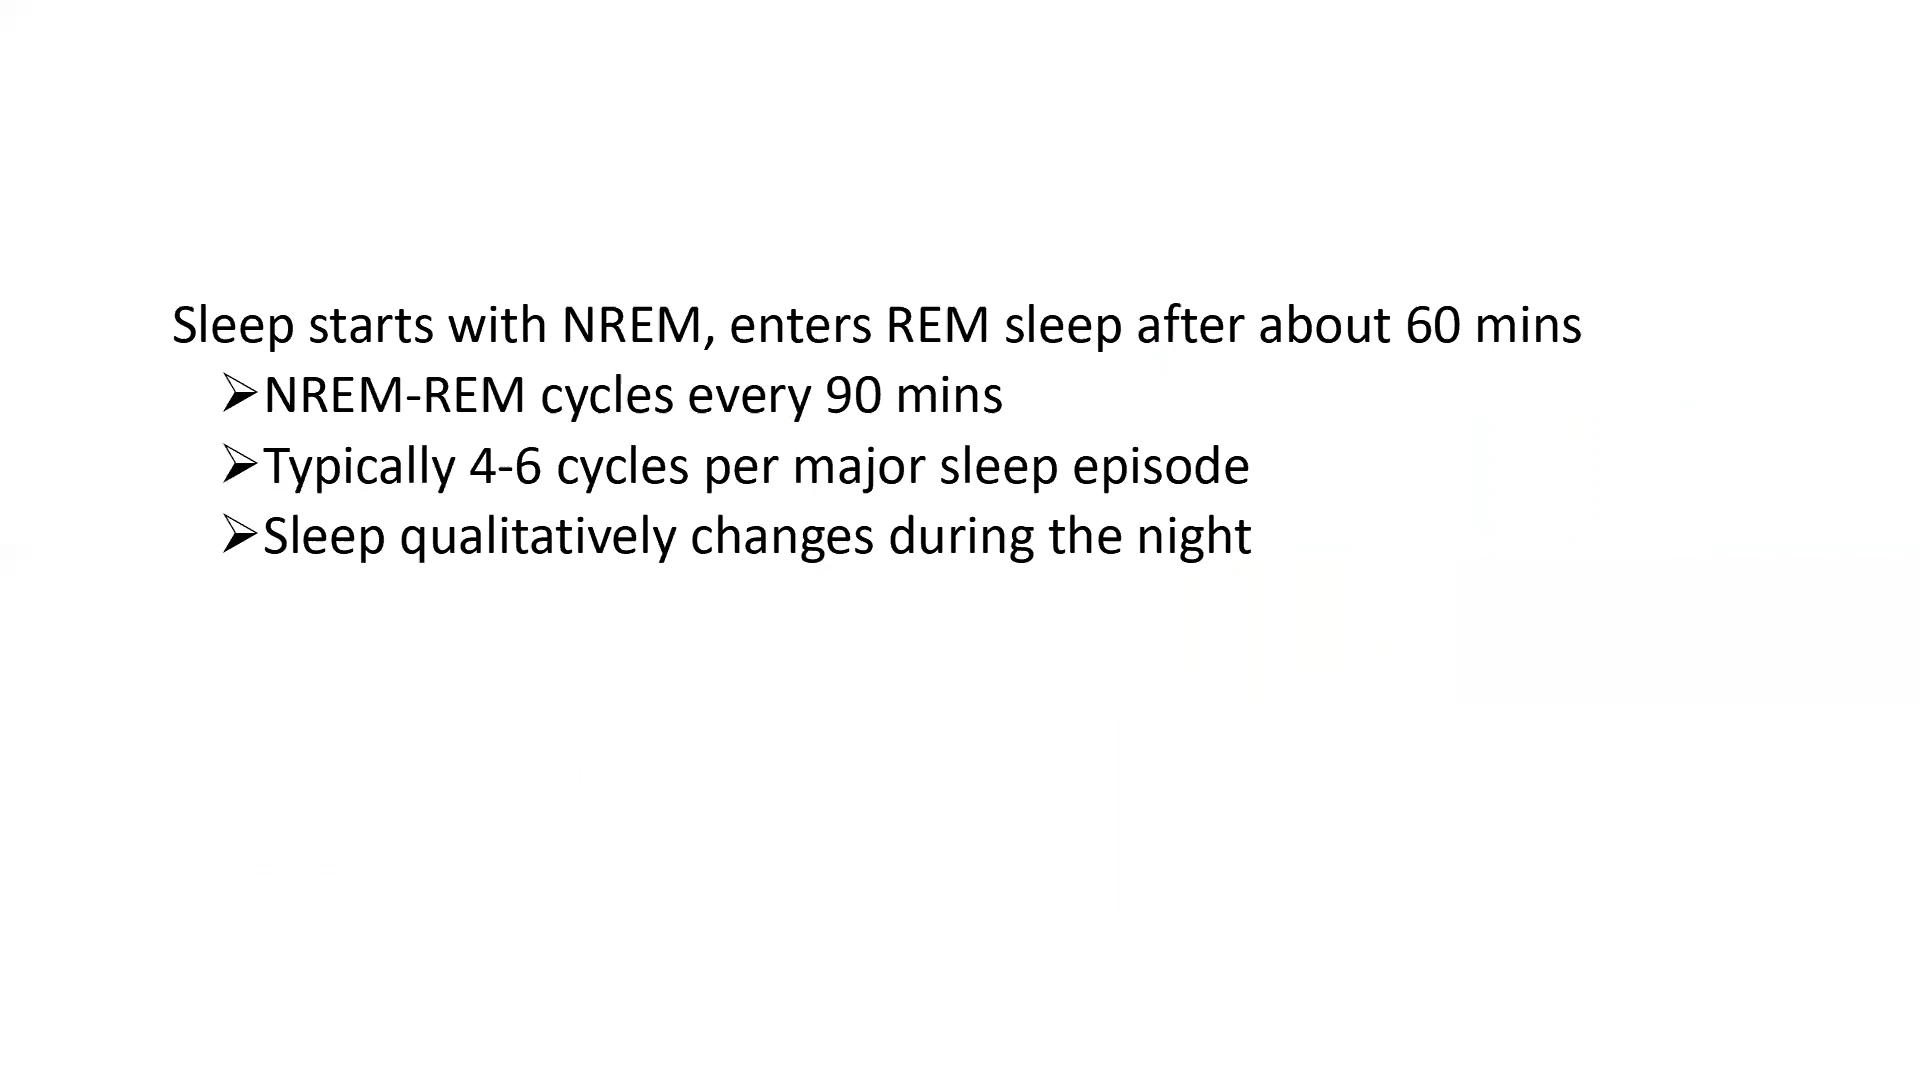 Sleep starts with NREM, enters REM sleep after about 60 mins
➢NREM-REM cycles every 90 mins
➢Typically 4-6 cycles per major sleep episode
➢Sleep qualitatively changes during the night